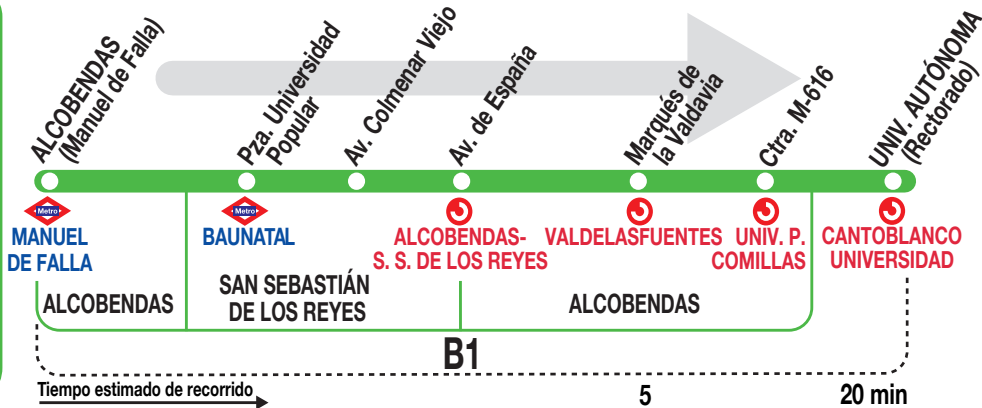 ALCOBENDAS
(Manuel de Falla)
Pza. Universidad
Popular
Av. Colmenar Viejo
Av. de España
Marqués de
la Valdavia
Ctra. M-616
UNIV. AUTÓNOMA
(Rectorado)
Metro
MANUEL
DE FALLA
Metro
BAUNATAL
ALCOBENDAS-
S. S. DE LOS REYES
VALDELASFUENTES
UNIV. P.
COMILLAS
CANTOBLANCO
UNIVERSIDAD
ALCOBENDAS
SAN SEBASTIÁN
DE LOS REYES
ALCOBENDAS
B1
Tiempo estimado de recorrido 5 20 min